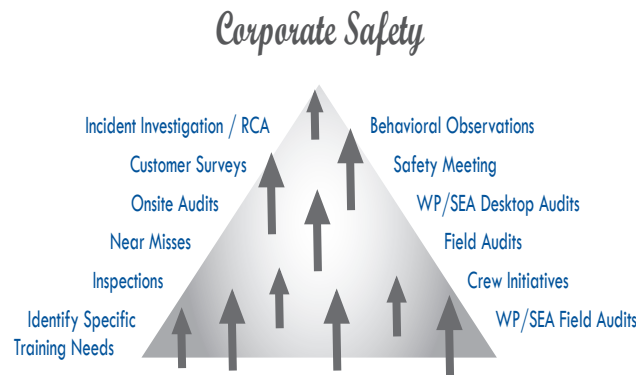 Corporate Safety
Incident Investigation / RCA
Customer Surveys
Onsite Audits
Near Misses
Inspections
Identify Specific
Training Needs
Behavioral Observations
Safety Meeting
WP/SEA Desktop Audits
Field Audits
Crew Initiatives
WP/SEA Field Audits